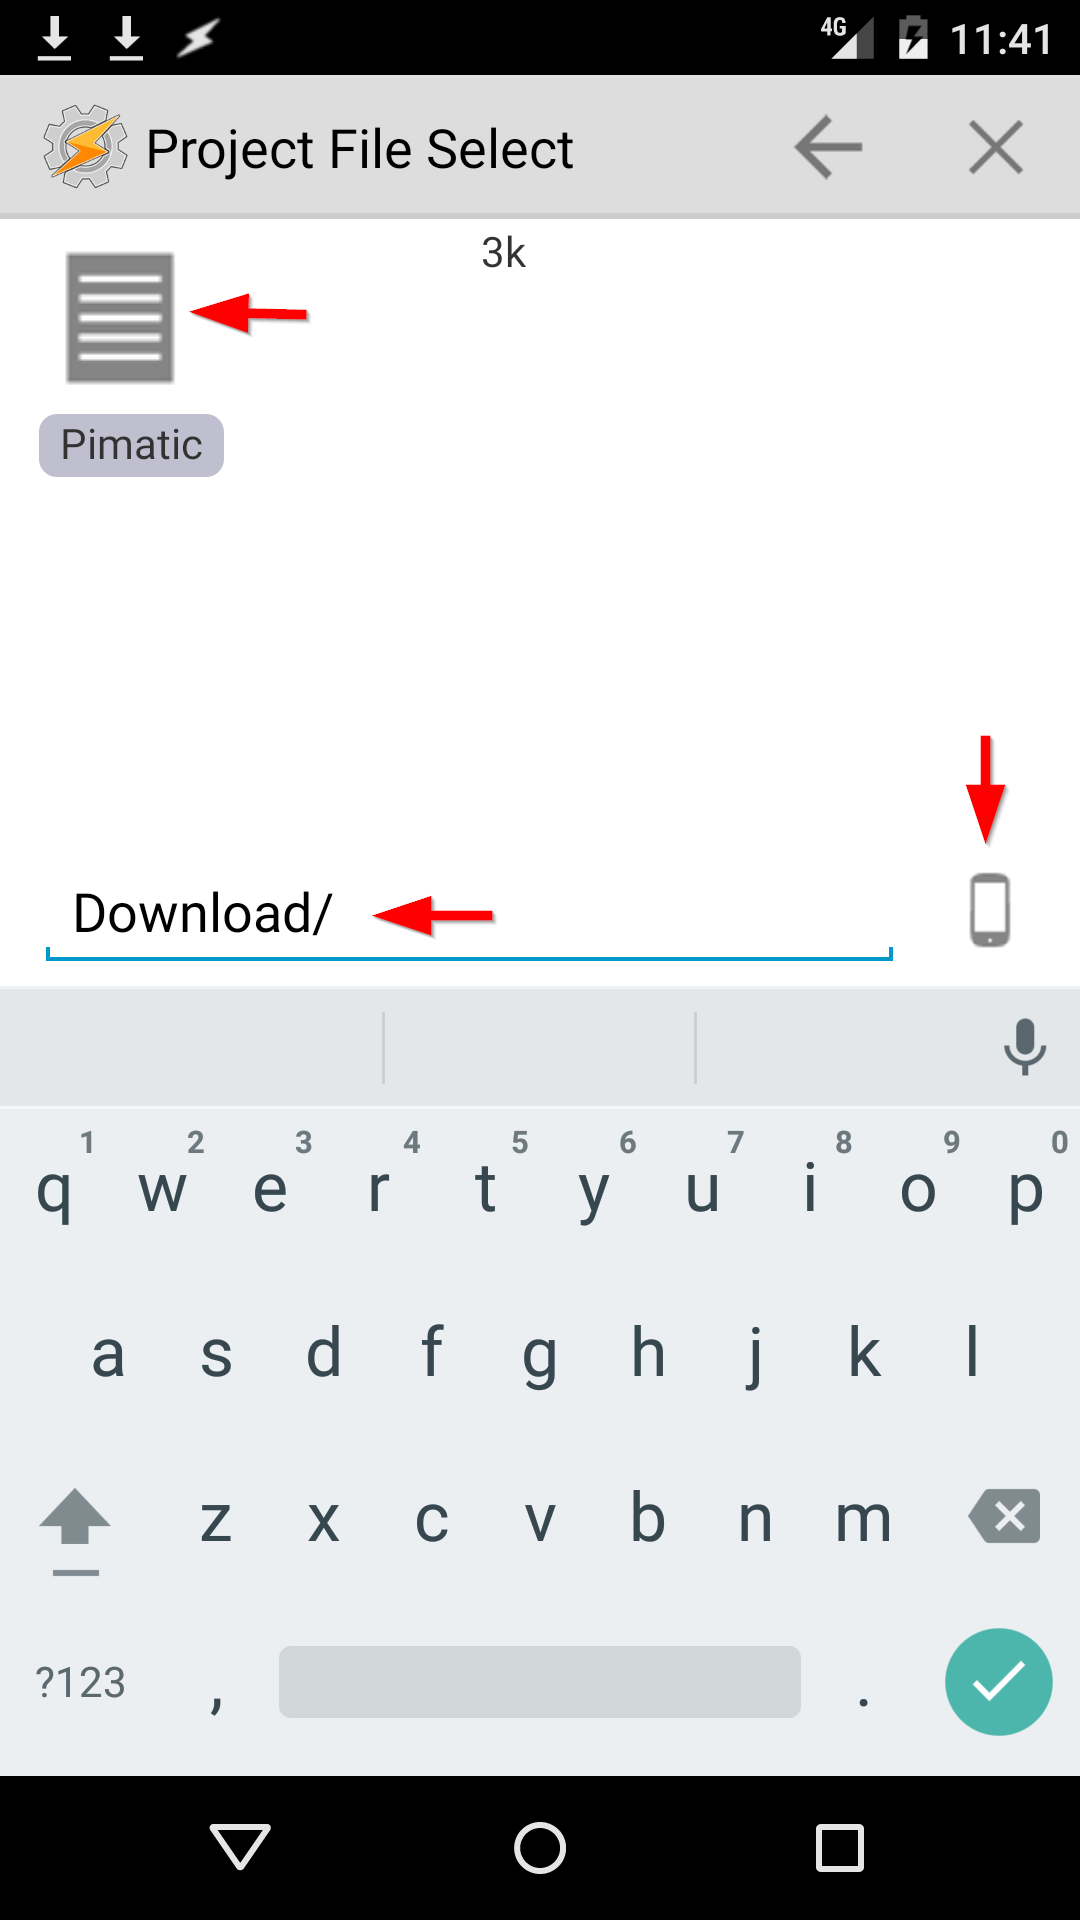 4G 11:41
Project File Select
3k
Pimatic
Download/
1 2 3 4 5 6 7 8 9 0
q w e r t y u i o p
a s d f g h j k l
z x c v b n m
?123 , .